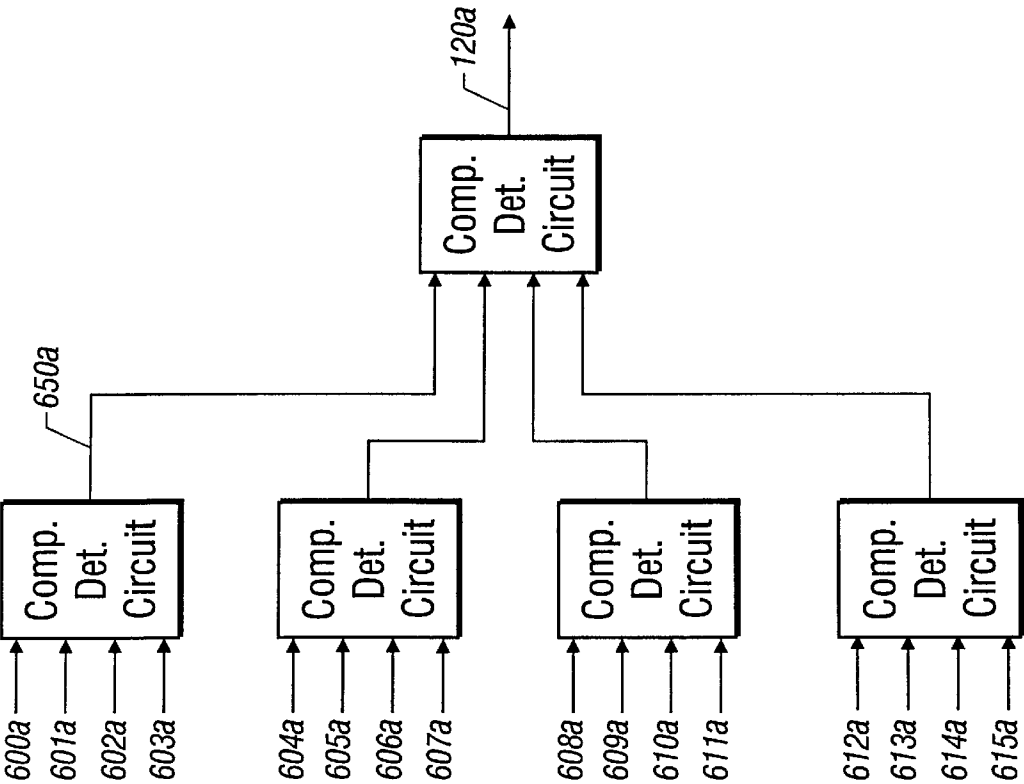 600a
601a
602a
603a
Comp.
Det.
Circuit
650a
604a
605a
606a
607a
Comp.
Det.
Circuit
608a
609a
610a
611a
Comp.
Det.
Circuit
612a
613a
614a
615a
Comp.
Det.
Circuit
Comp.
Det.
Circuit
120a